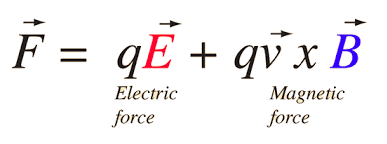 F⃗ = qE⃗ + qv⃗ x B⃗
Electric Magnetic
force force